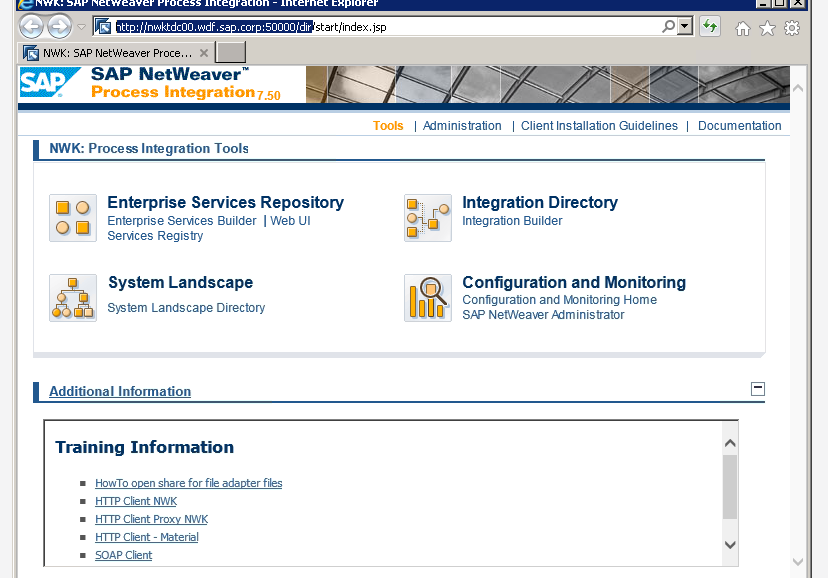 NWK: SAP NetWeaver Process Integration - Internet Explorer
http://nwktdc00.wdf.sap.corp:50000/dir/start/index.jsp
NWK: SAP NetWeaver Proce...
SAP SAP NetWeaver™
Process Integration 7.50
Tools | Administration | Client Installation Guidelines | Documentation
NWK: Process Integration Tools
Enterprise Services Repository
Enterprise Services Builder | Web UI
Services Registry
Integration Directory
Integration Builder
System Landscape
System Landscape Directory
Configuration and Monitoring
Configuration and Monitoring Home
SAP NetWeaver Administrator
Additional Information
Training Information
HowTo open share for file adapter files
HTTP Client NWK
HTTP Client Proxy NWK
HTTP Client - Material
SOAP Client